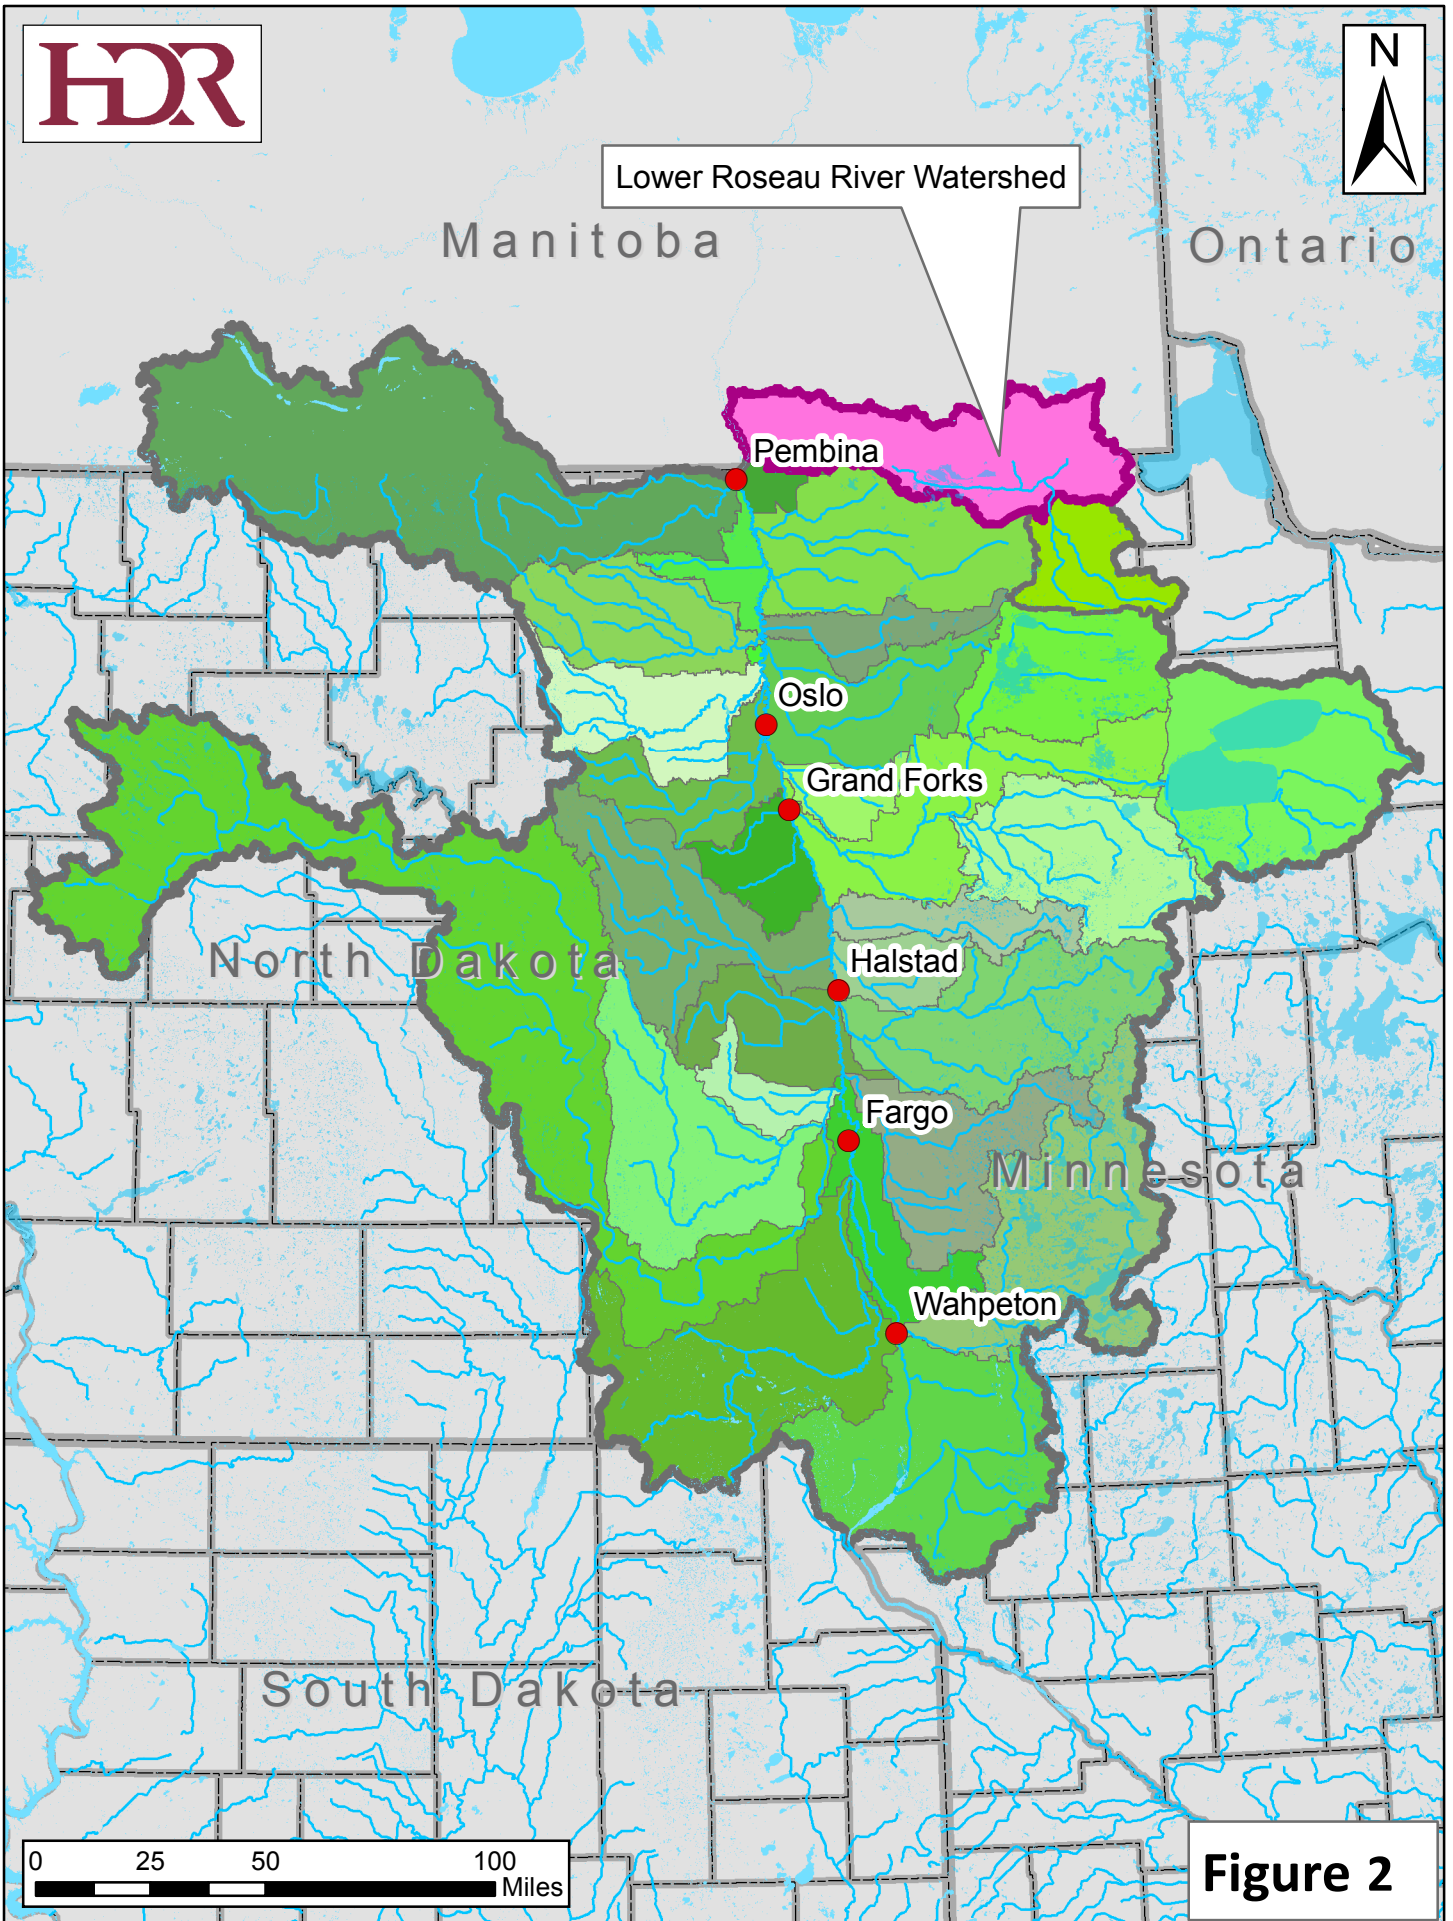 HDR
N
Lower Roseau River Watershed
Manitoba
Ontario
Pembina
Oslo
Grand Forks
North Dakota
Halstad
Fargo
Minnesota
Wahpeton
South Dakota
0 25 50 100
Miles
Figure 2